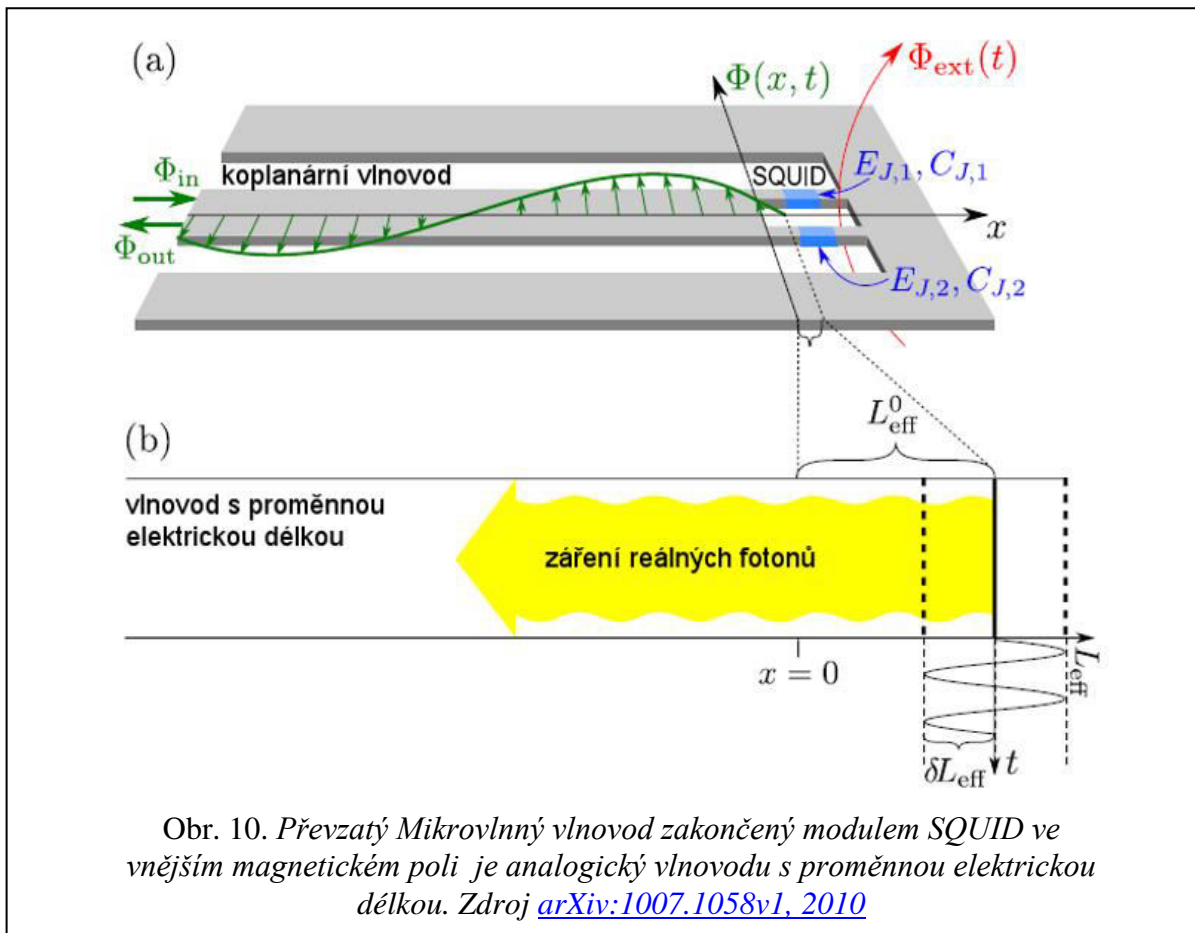 (a)
Φ(x, t)
Φext(t)
Φin
koplanární vlnovod
SQUID
EJ,1, CJ,1
x
Φout
EJ,2, CJ,2
L⁰eff
(b)
vlnovod s proměnnou
elektrickou délkou
záření reálných fotonů
x = 0
Leff
δLeff
t
Obr. 10. Převzatý Mikrovlnný vlnovod zakončený modulem SQUID ve
vnějším magnetickém poli je analogický vlnovodu s proměnnou elektrickou
délkou. Zdroj arXiv:1007.1058v1, 2010